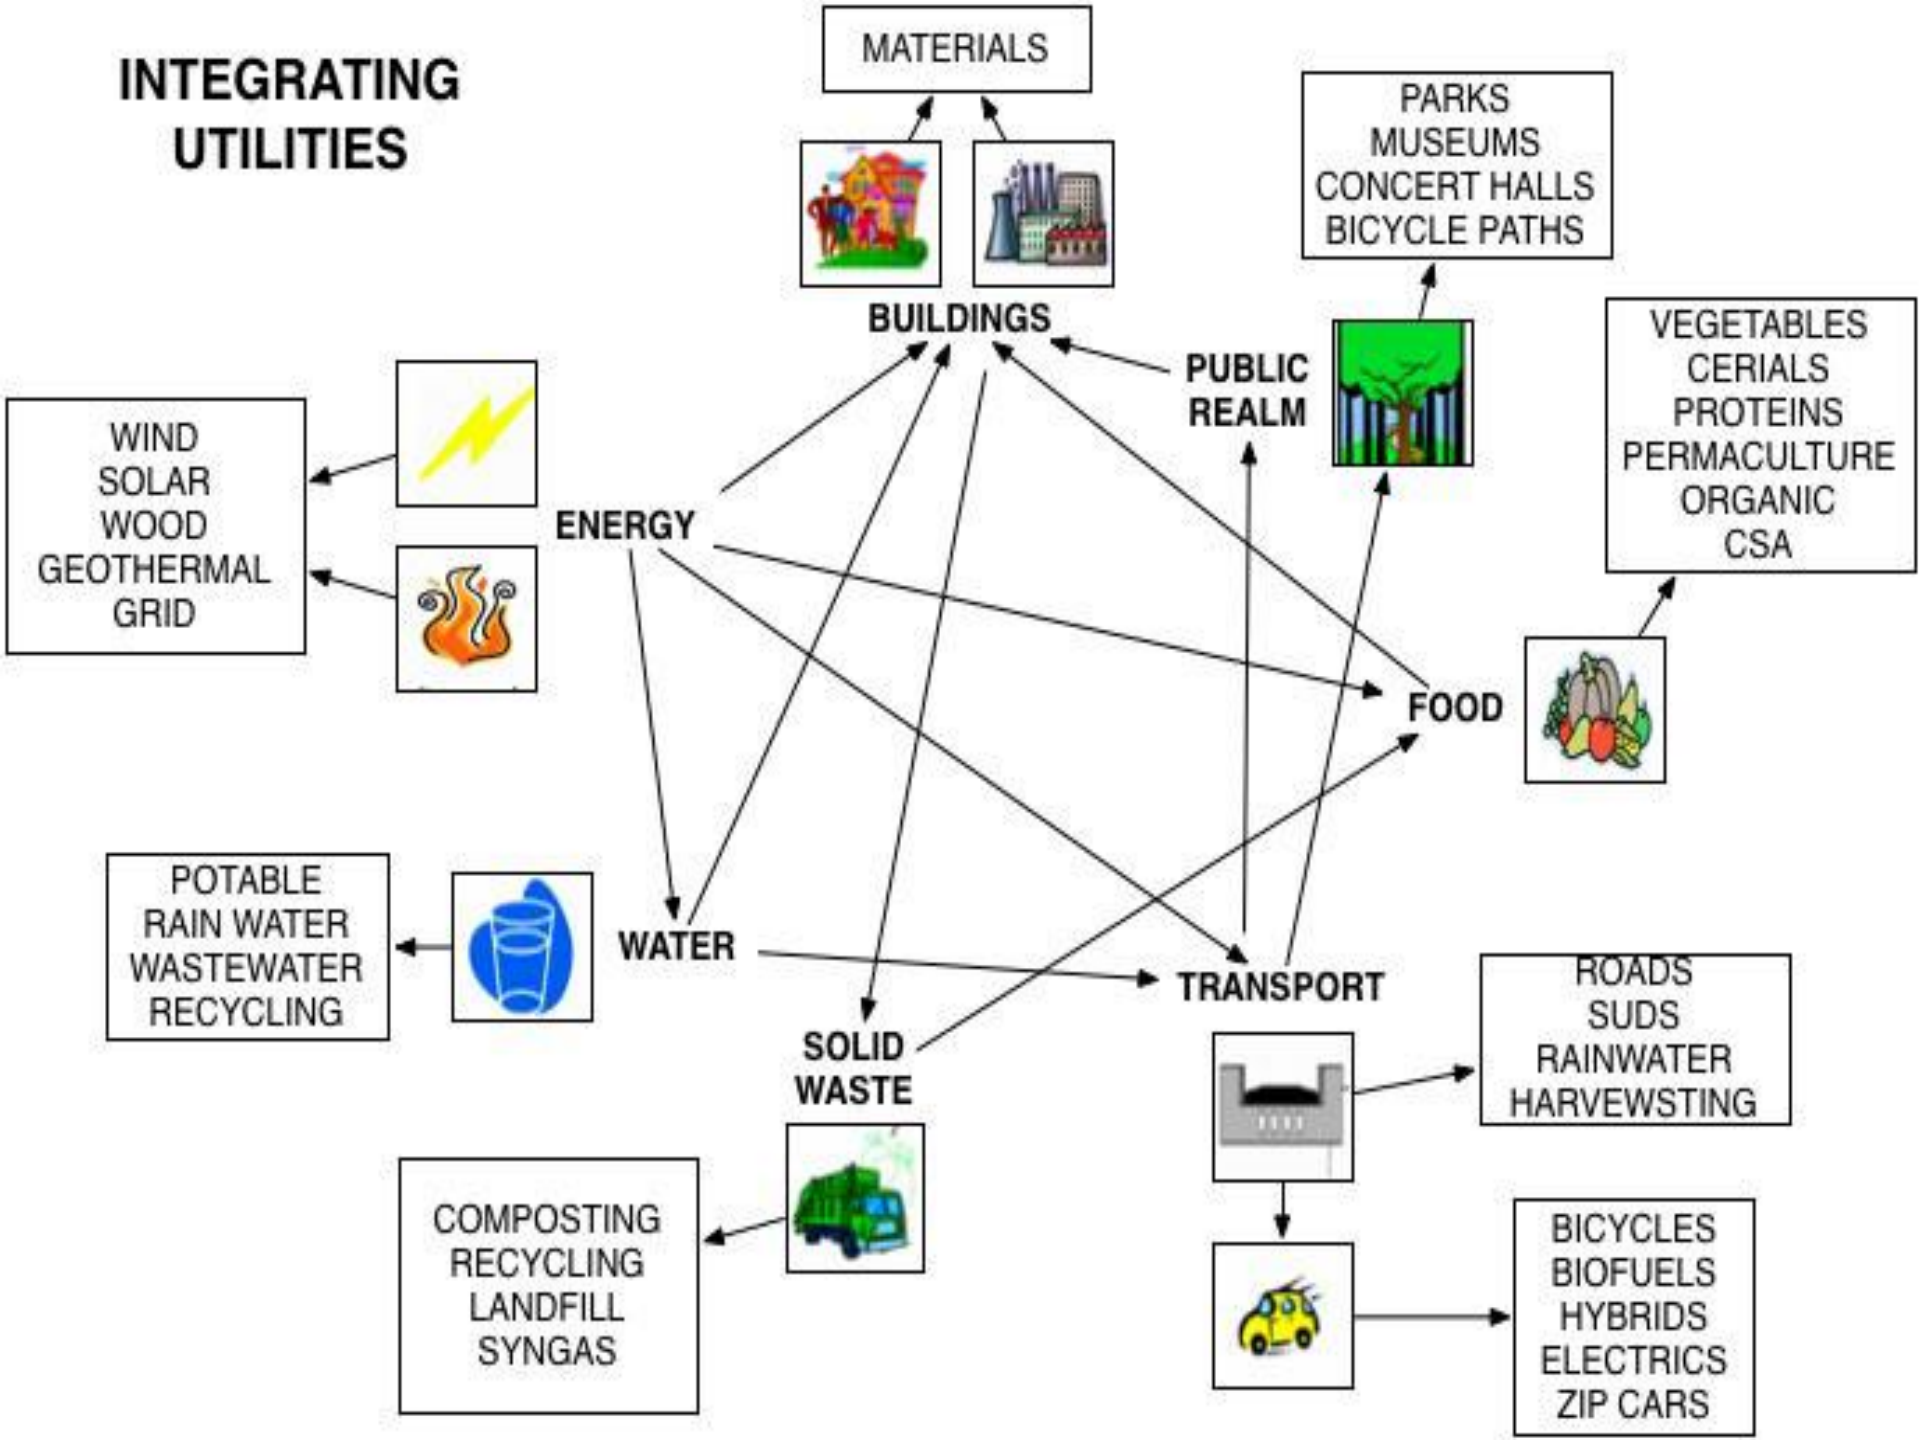 INTEGRATING
UTILITIES
MATERIALS
PARKS
MUSEUMS
CONCERT HALLS
BICYCLE PATHS
BUILDINGS
PUBLIC
REALM
VEGETABLES
CERIALS
PROTEINS
PERMACULTURE
ORGANIC
CSA
WIND
SOLAR
WOOD
GEOTHERMAL
GRID
ENERGY
FOOD
POTABLE
RAIN WATER
WASTEWATER
RECYCLING
WATER
TRANSPORT
ROADS
SUDS
RAINWATER
HARVEWSTING
SOLID
WASTE
COMPOSTING
RECYCLING
LANDFILL
SYNGAS
BICYCLES
BIOFUELS
HYBRIDS
ELECTRICS
ZIP CARS